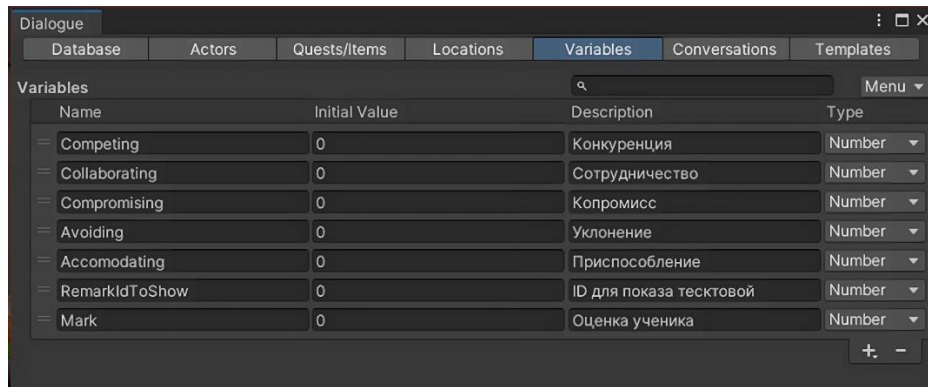 Dialogue
Database Actors Quests/Items Locations Variables Conversations Templates
Variables Menu
Name Initial Value Description Type
Competing 0 Конкуренция Number
Collaborating 0 Сотрудничество Number
Compromising 0 Копромисс Number
Avoiding 0 Уклонение Number
Accomodating 0 Приспособление Number
RemarkIdToShow 0 ID для показа тесктовой Number
Mark 0 Оценка ученика Number